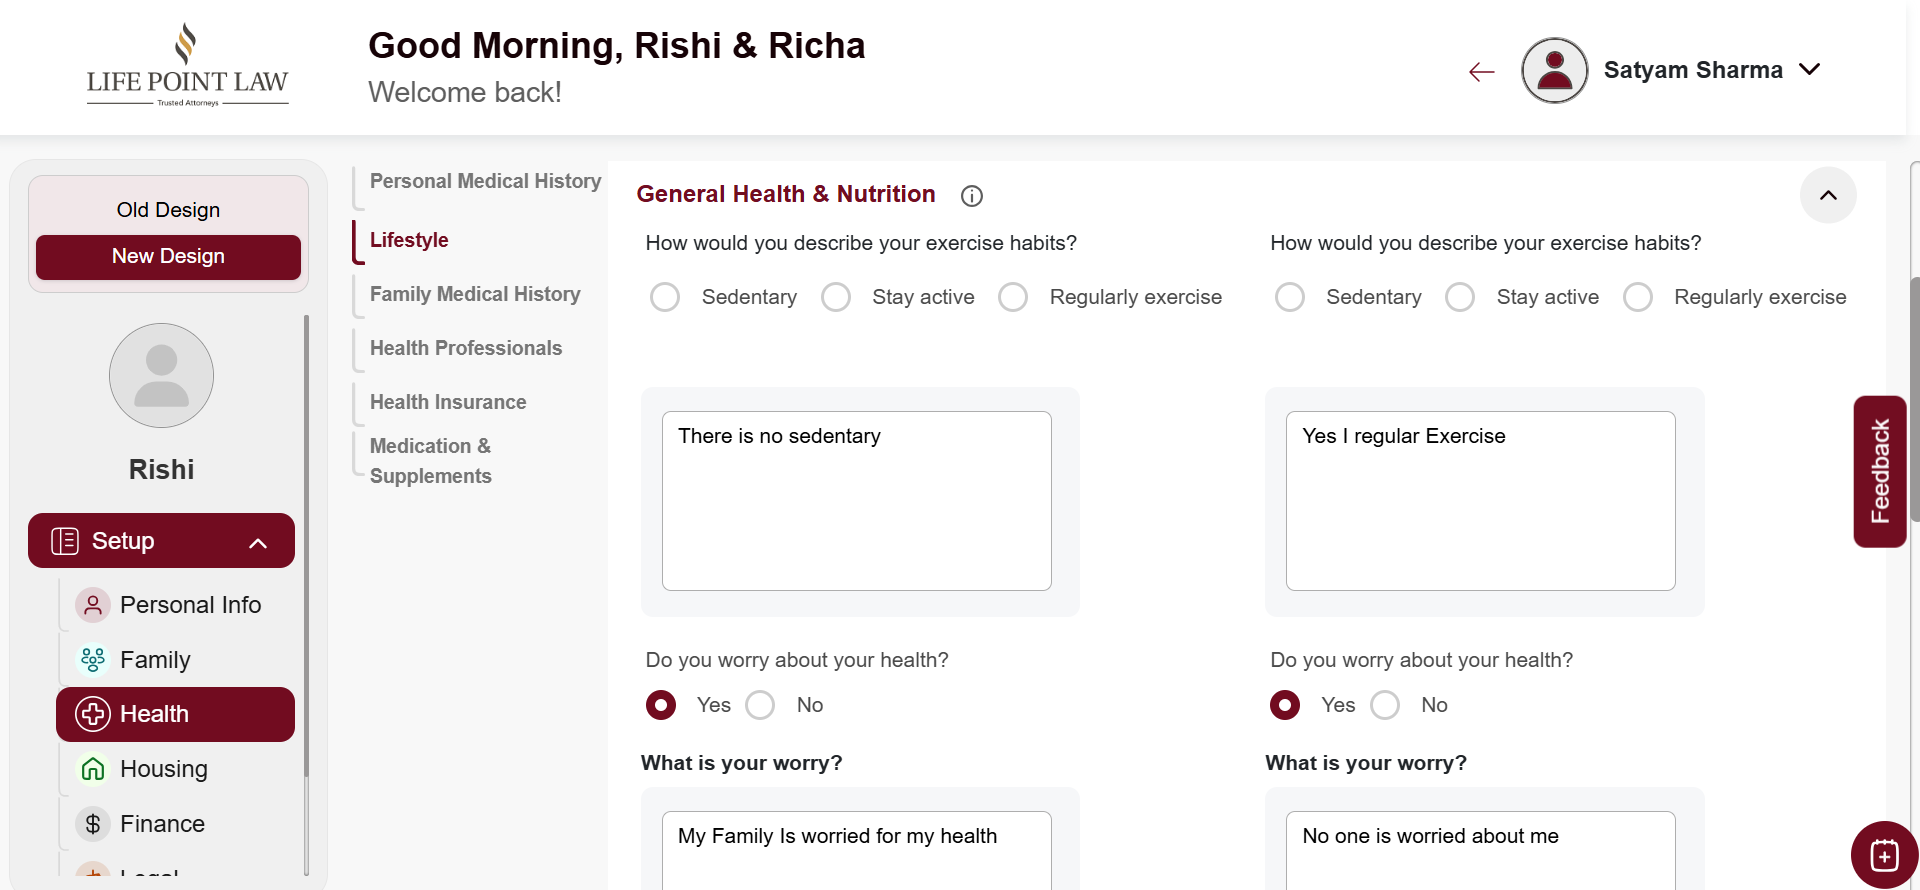 LIFE POINT LAW
Trusted Attorneys
Good Morning, Rishi & Richa
Welcome back!
Satyam Sharma
Old Design
New Design
Rishi
Setup
Personal Info
Family
Health
Housing
Finance
Personal Medical History
Lifestyle
Family Medical History
Health Professionals
Health Insurance
Medication &
Supplements
General Health & Nutrition
How would you describe your exercise habits?
Sedentary
Stay active
Regularly exercise
There is no sedentary
Do you worry about your health?
Yes
No
What is your worry?
My Family Is worried for my health
How would you describe your exercise habits?
Sedentary
Stay active
Regularly exercise
Yes I regular Exercise
Do you worry about your health?
Yes
No
What is your worry?
No one is worried about me
Feedback